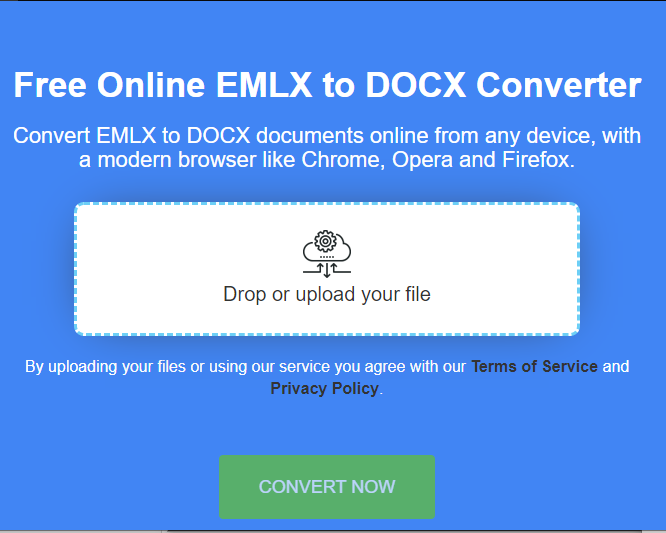 Free Online EMLX to DOCX Converter
Convert EMLX to DOCX documents online from any device, with
a modern browser like Chrome, Opera and Firefox.
Drop or upload your file
By uploading your files or using our service you agree with our Terms of Service and
Privacy Policy.
CONVERT NOW